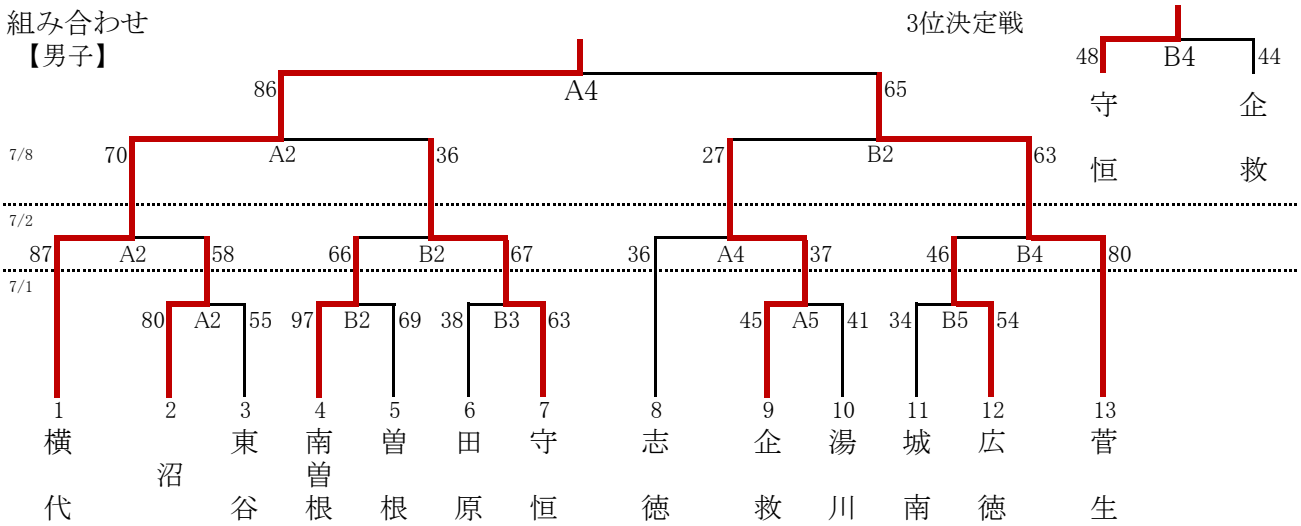 組み合わせ
【男子】
3位決定戦
48 B4 44
守恒 企救
86 A4 65
7/8 70 A2 36 27 B2 63
7/2
87 A2 58 66 B2 67 36 A4 37 46 B4 80
7/1
80 A2 55 97 B2 69 38 B3 63 45 A5 41 34 B5 54
1 2 3 4 5 6 7 8 9 10 11 12 13
横代 沼 東谷 南曽根 曽根 田原 守恒 志徳 企救 湯川 城南 広徳 菅生